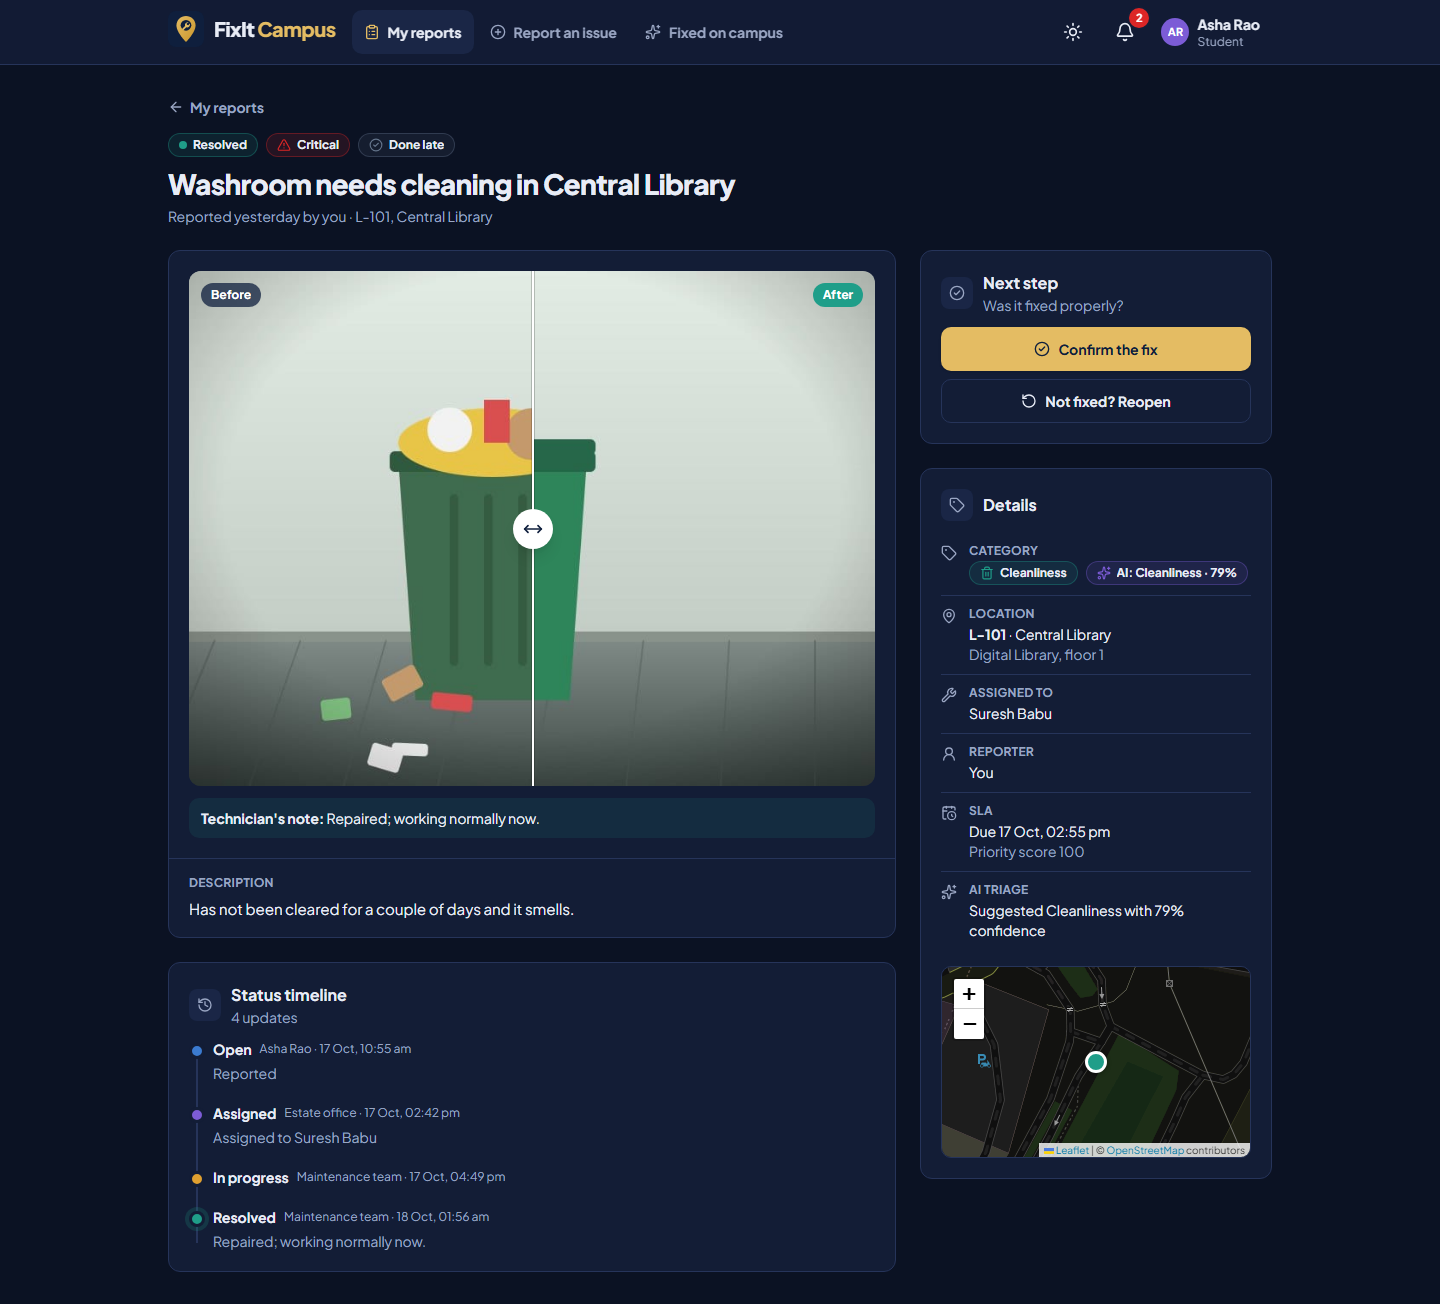 FixIt Campus
My reports
Report an issue
Fixed on campus
2
AR
Asha Rao
Student
My reports
Resolved
Critical
Done late
Washroom needs cleaning in Central Library
Reported yesterday by you · L-101, Central Library
Before
After
Technician's note: Repaired; working normally now.
DESCRIPTION
Has not been cleared for a couple of days and it smells.
Status timeline
4 updates
Open Asha Rao · 17 Oct, 10:55 am
Reported
Assigned Estate office · 17 Oct, 02:42 pm
Assigned to Suresh Babu
In progress Maintenance team · 17 Oct, 04:49 pm
Resolved Maintenance team · 18 Oct, 01:56 am
Repaired; working normally now.
Next step
Was it fixed properly?
Confirm the fix
Not fixed? Reopen
Details
CATEGORY
Cleanliness
AI: Cleanliness · 79%
LOCATION
L-101 · Central Library
Digital Library, floor 1
ASSIGNED TO
Suresh Babu
REPORTER
You
SLA
Due 17 Oct, 02:55 pm
Priority score 100
AI TRIAGE
Suggested Cleanliness with 79%
confidence
+
−
P
Leaflet | © OpenStreetMap contributors